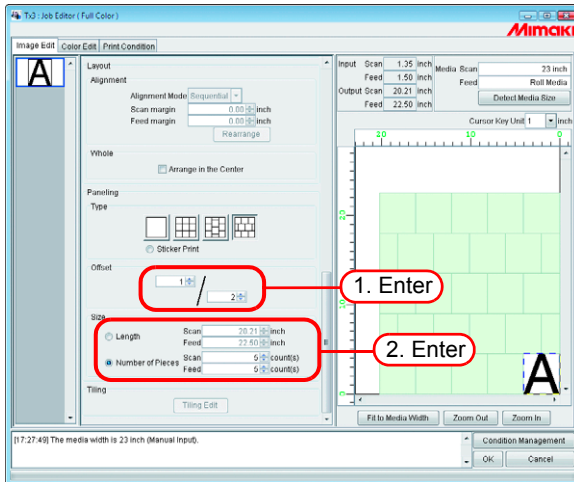 Tx3 : Job Editor ( Full Color )
Mimaki
Image Edit Color Edit Print Condition
A
Layout
Alignment
Alignment Mode Sequential
Scan margin 0.00 inch
Feed margin 0.00 inch
Rearrange
Whole
Arrange in the Center
Paneling
Type
Sticker Print
Offset
1 / 2
1. Enter
Size
Length Scan 20.21 inch
Feed 22.50 inch
Number of Pieces Scan 5 count(s)
Feed 5 count(s)
2. Enter
Tiling
Tiling Edit
Input Scan 1.35 inch
Feed 1.50 inch
Output Scan 20.21 inch
Feed 22.50 inch
Media Scan 23 inch
Feed Roll Media
Detect Media Size
Cursor Key Unit 1 inch
20 10 0
20
10
0
A
Fit to Media Width Zoom Out Zoom In
[17:27:49] The media width is 23 inch (Manual Input).
Condition Management
OK Cancel